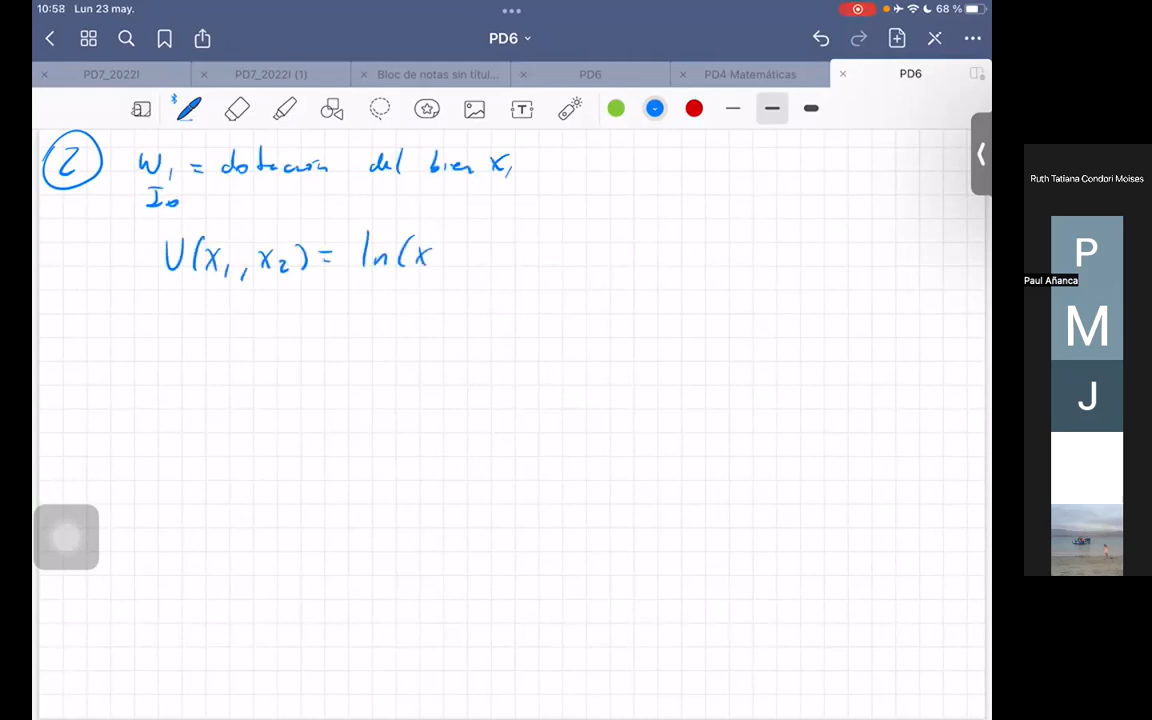 10:58 Lun 23 may. 68 %
PD6
PD7_2022I PD7_2022I (1) Bloc de notas sin títul... PD6 PD4 Matemáticas PD6
2 W₁ = dotación del bien x₁
I₀
U(x₁, x₂) = ln(x
Ruth Tatiana Condori Moises
P
Paul Añanca
M
J